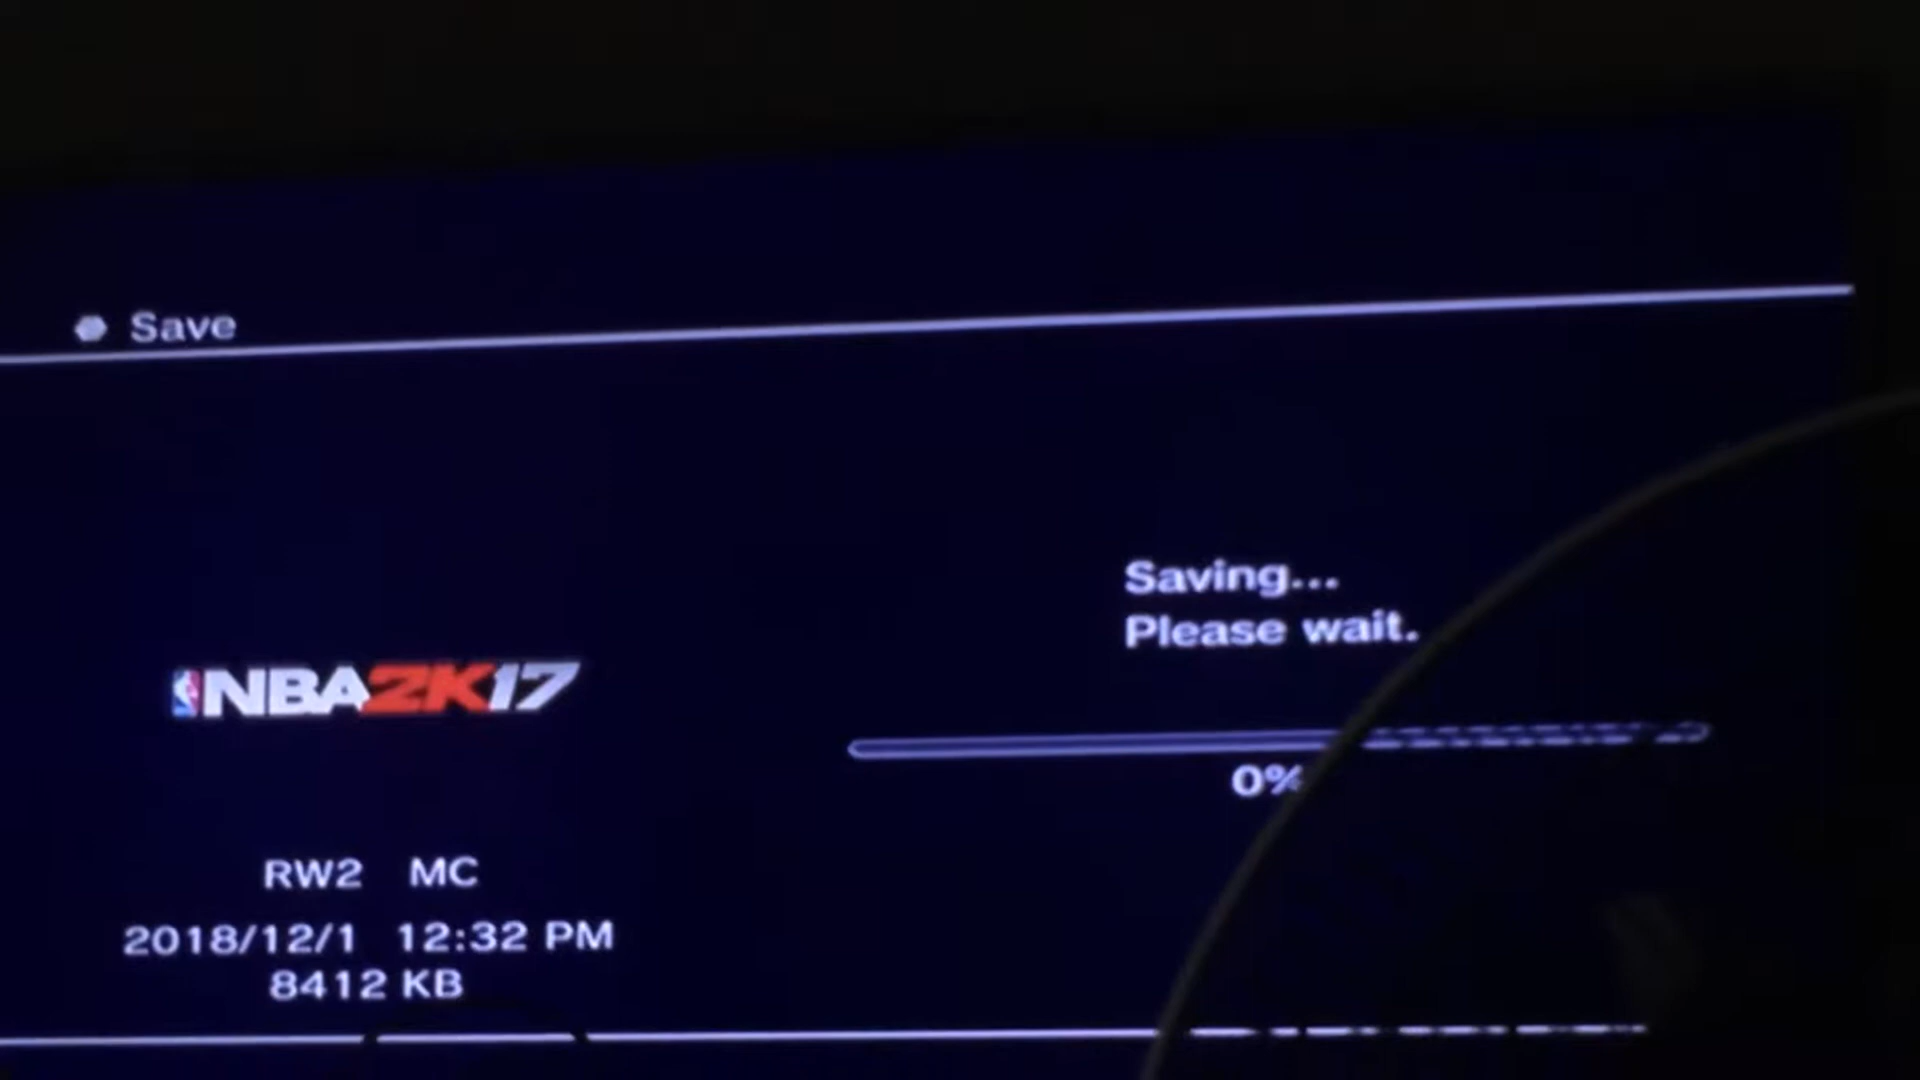 Save
Saving...
Please wait.
NBA2K17
0%
RW2 MC
2018/12/1 12:32 PM
8412 KB